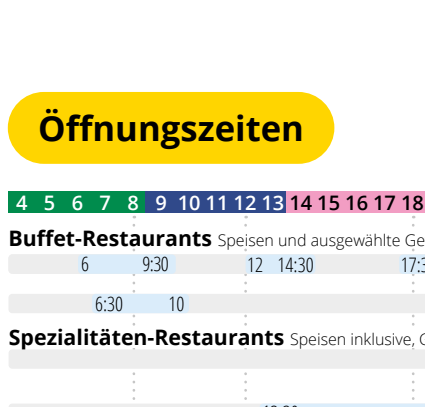 Öffnungszeiten
4 5 6 7 8 9 10 11 12 13 14 15 16 17 18
Buffet-Restaurants Speisen und ausgewählte
6 9:30 12 14:30
6:30 10
Spezialitäten-Restaurants Speisen inklusive,